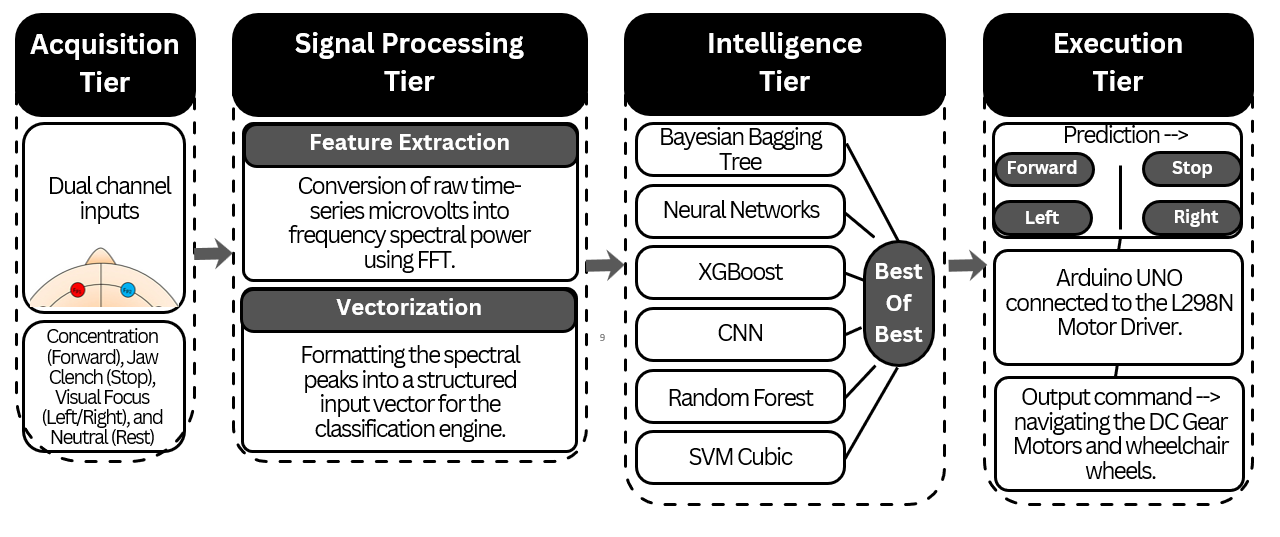 Acquisition
Tier
Dual channel
inputs
Concentration
(Forward), Jaw
Clench (Stop),
Visual Focus
(Left/Right), and
Neutral (Rest)
Signal Processing
Tier
Feature Extraction
Conversion of raw time-
series microvolts into
frequency spectral power
using FFT.
Vectorization
Formatting the spectral
peaks into a structured
input vector for the
classification engine.
9
Intelligence
Tier
Bayesian Bagging
Tree
Neural Networks
XGBoost
CNN
Random Forest
SVM Cubic
Best
Of
Best
Execution
Tier
Prediction -->
Forward
Stop
Left
Right
Arduino UNO
connected to the L298N
Motor Driver.
Output command -->
navigating the DC Gear
Motors and wheelchair
wheels.